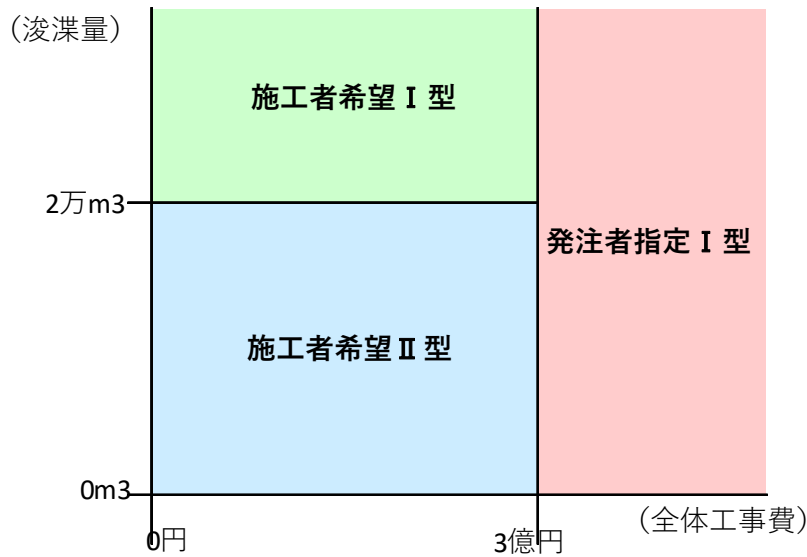 （浚渫量）
施工者希望Ⅰ型
2万m3
発注者指定Ⅰ型
施工者希望Ⅱ型
0m3
0円
3億円
（全体工事費）